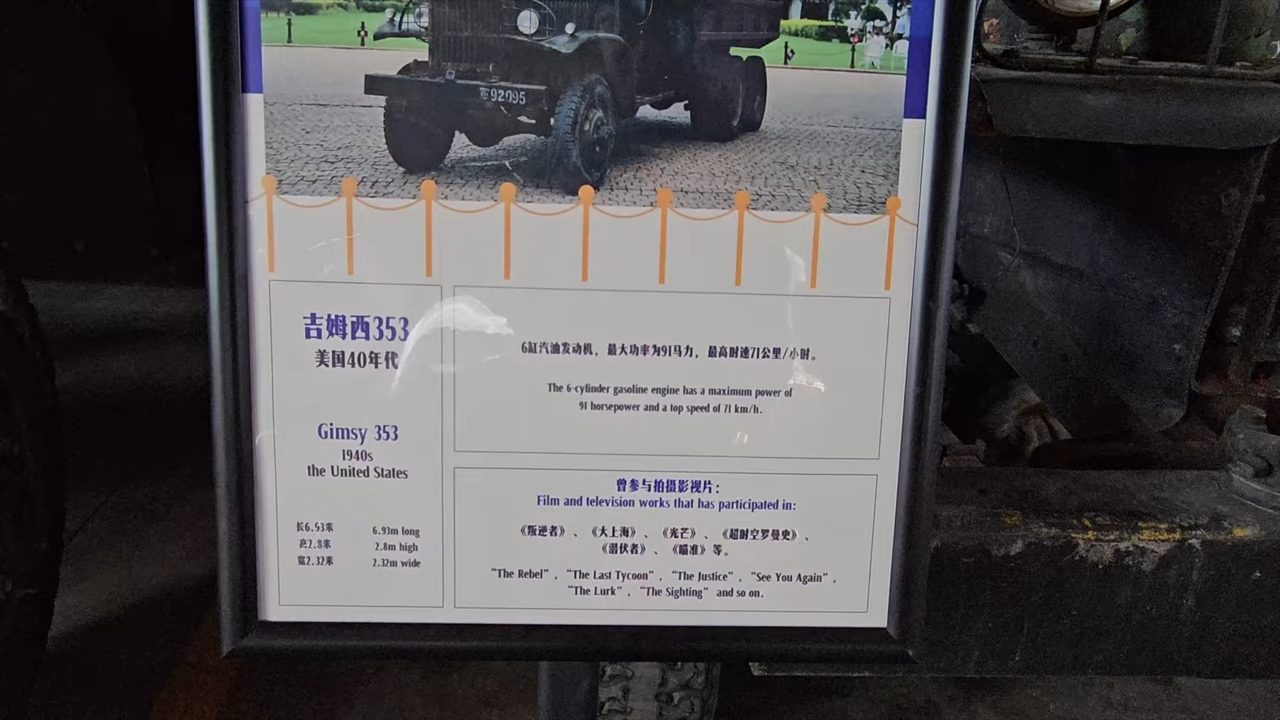 92095
吉姆西353
美国40年代
Gimsy 353
1940s
the United States
长6.53米 6.93m long
高2.8米 2.8m high
宽2.32米 2.32m wide
6缸汽油发动机，最大功率为91马力，最高时速71公里/小时。
The 6-cylinder gasoline engine has a maximum power of
91 horsepower and a top speed of 71 km/h.
曾参与拍摄影视片：
Film and television works that has participated in:
《叛逆者》、《大上海》、《光芒》、《超时空罗曼史》、
《潜伏者》、《瞄准》等。
"The Rebel" , "The Last Tycoon" , "The Justice" , "See You Again" ,
"The Lurk" , "The Sighting" and so on.